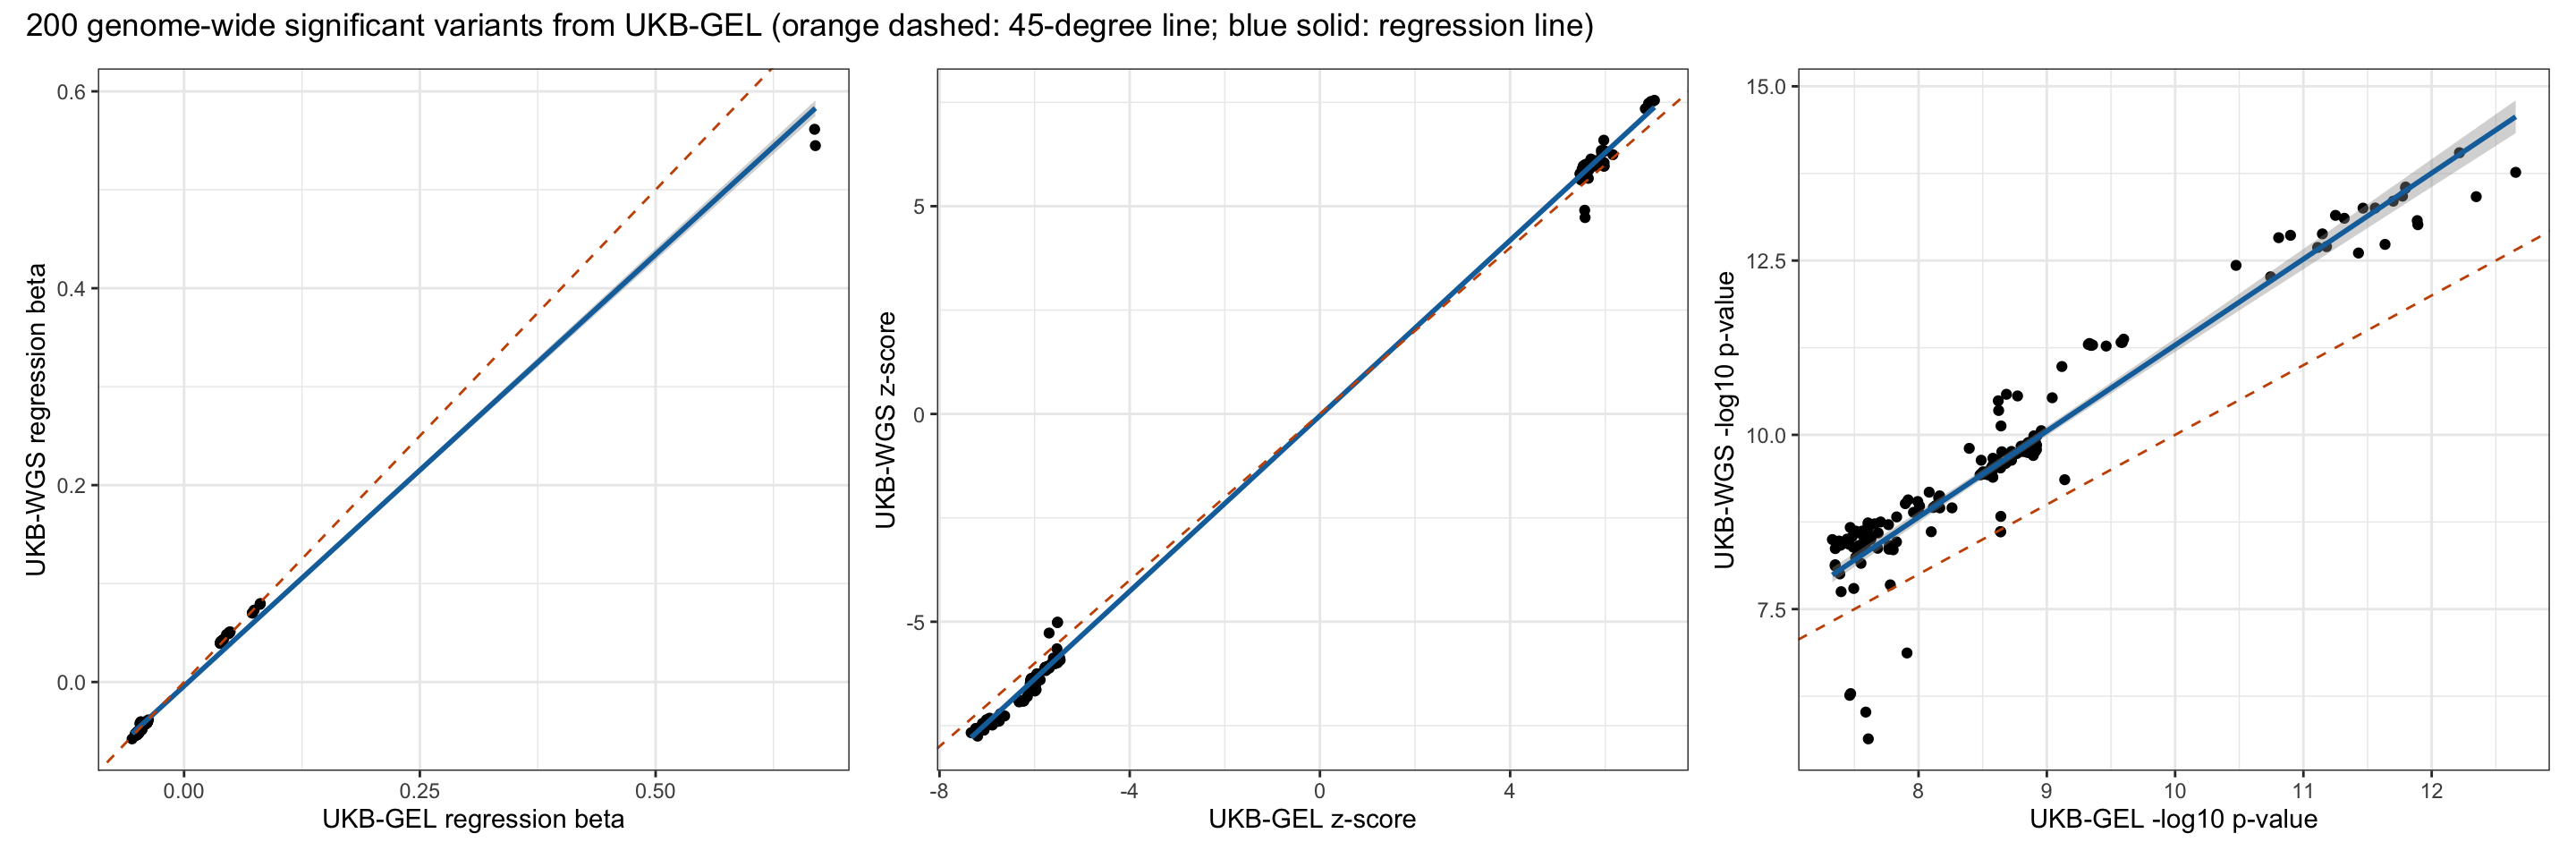 200 genome-wide significant variants from UKB-GEL (orange dashed: 45-degree line; blue solid: regression line)
UKB-WGS regression beta
0.6
0.4
0.2
0.0
0.00 0.25 0.50
UKB-GEL regression beta
UKB-WGS z-score
5
0
-5
-8 -4 0 4
UKB-GEL z-score
UKB-WGS -log10 p-value
15.0
12.5
10.0
7.5
8 9 10 11 12
UKB-GEL -log10 p-value